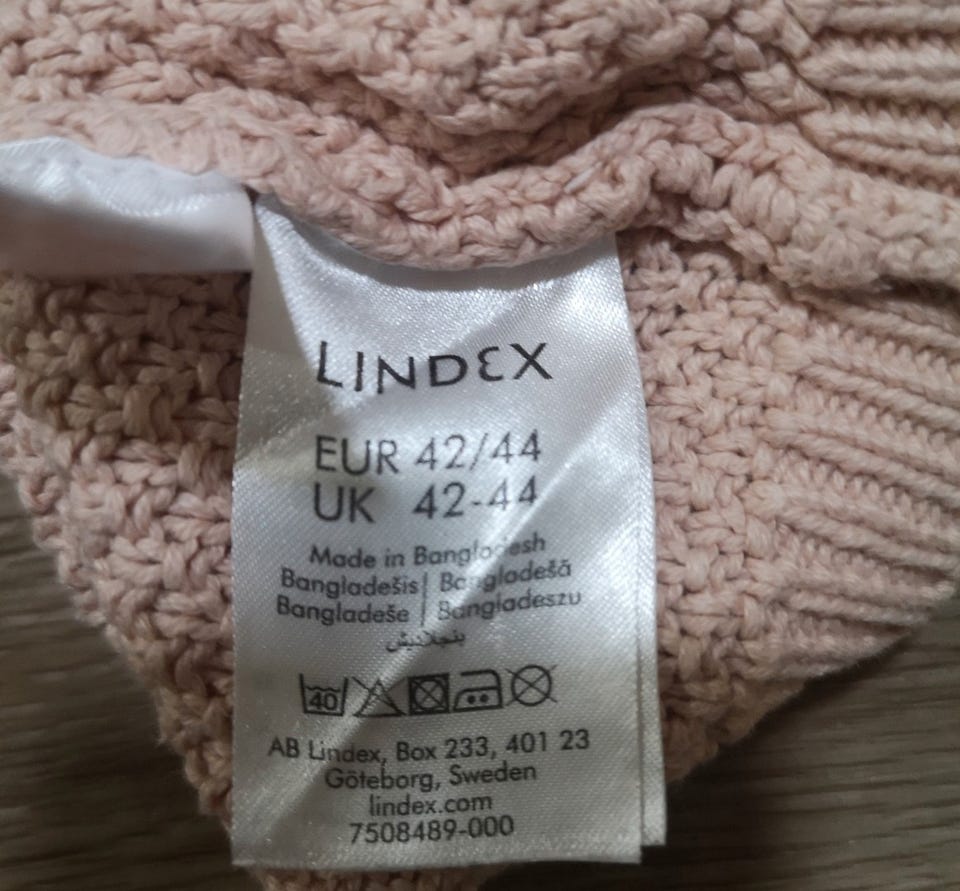 LINDEX
EUR 42/44
UK 42-44
Made in Bangladesh
Bangladešis | Bangladešā
Bangladeše | Bangladeszu
بنجلاديش
40
AB Lindex, Box 233, 401 23
Göteborg, Sweden
lindex.com
7508489-000